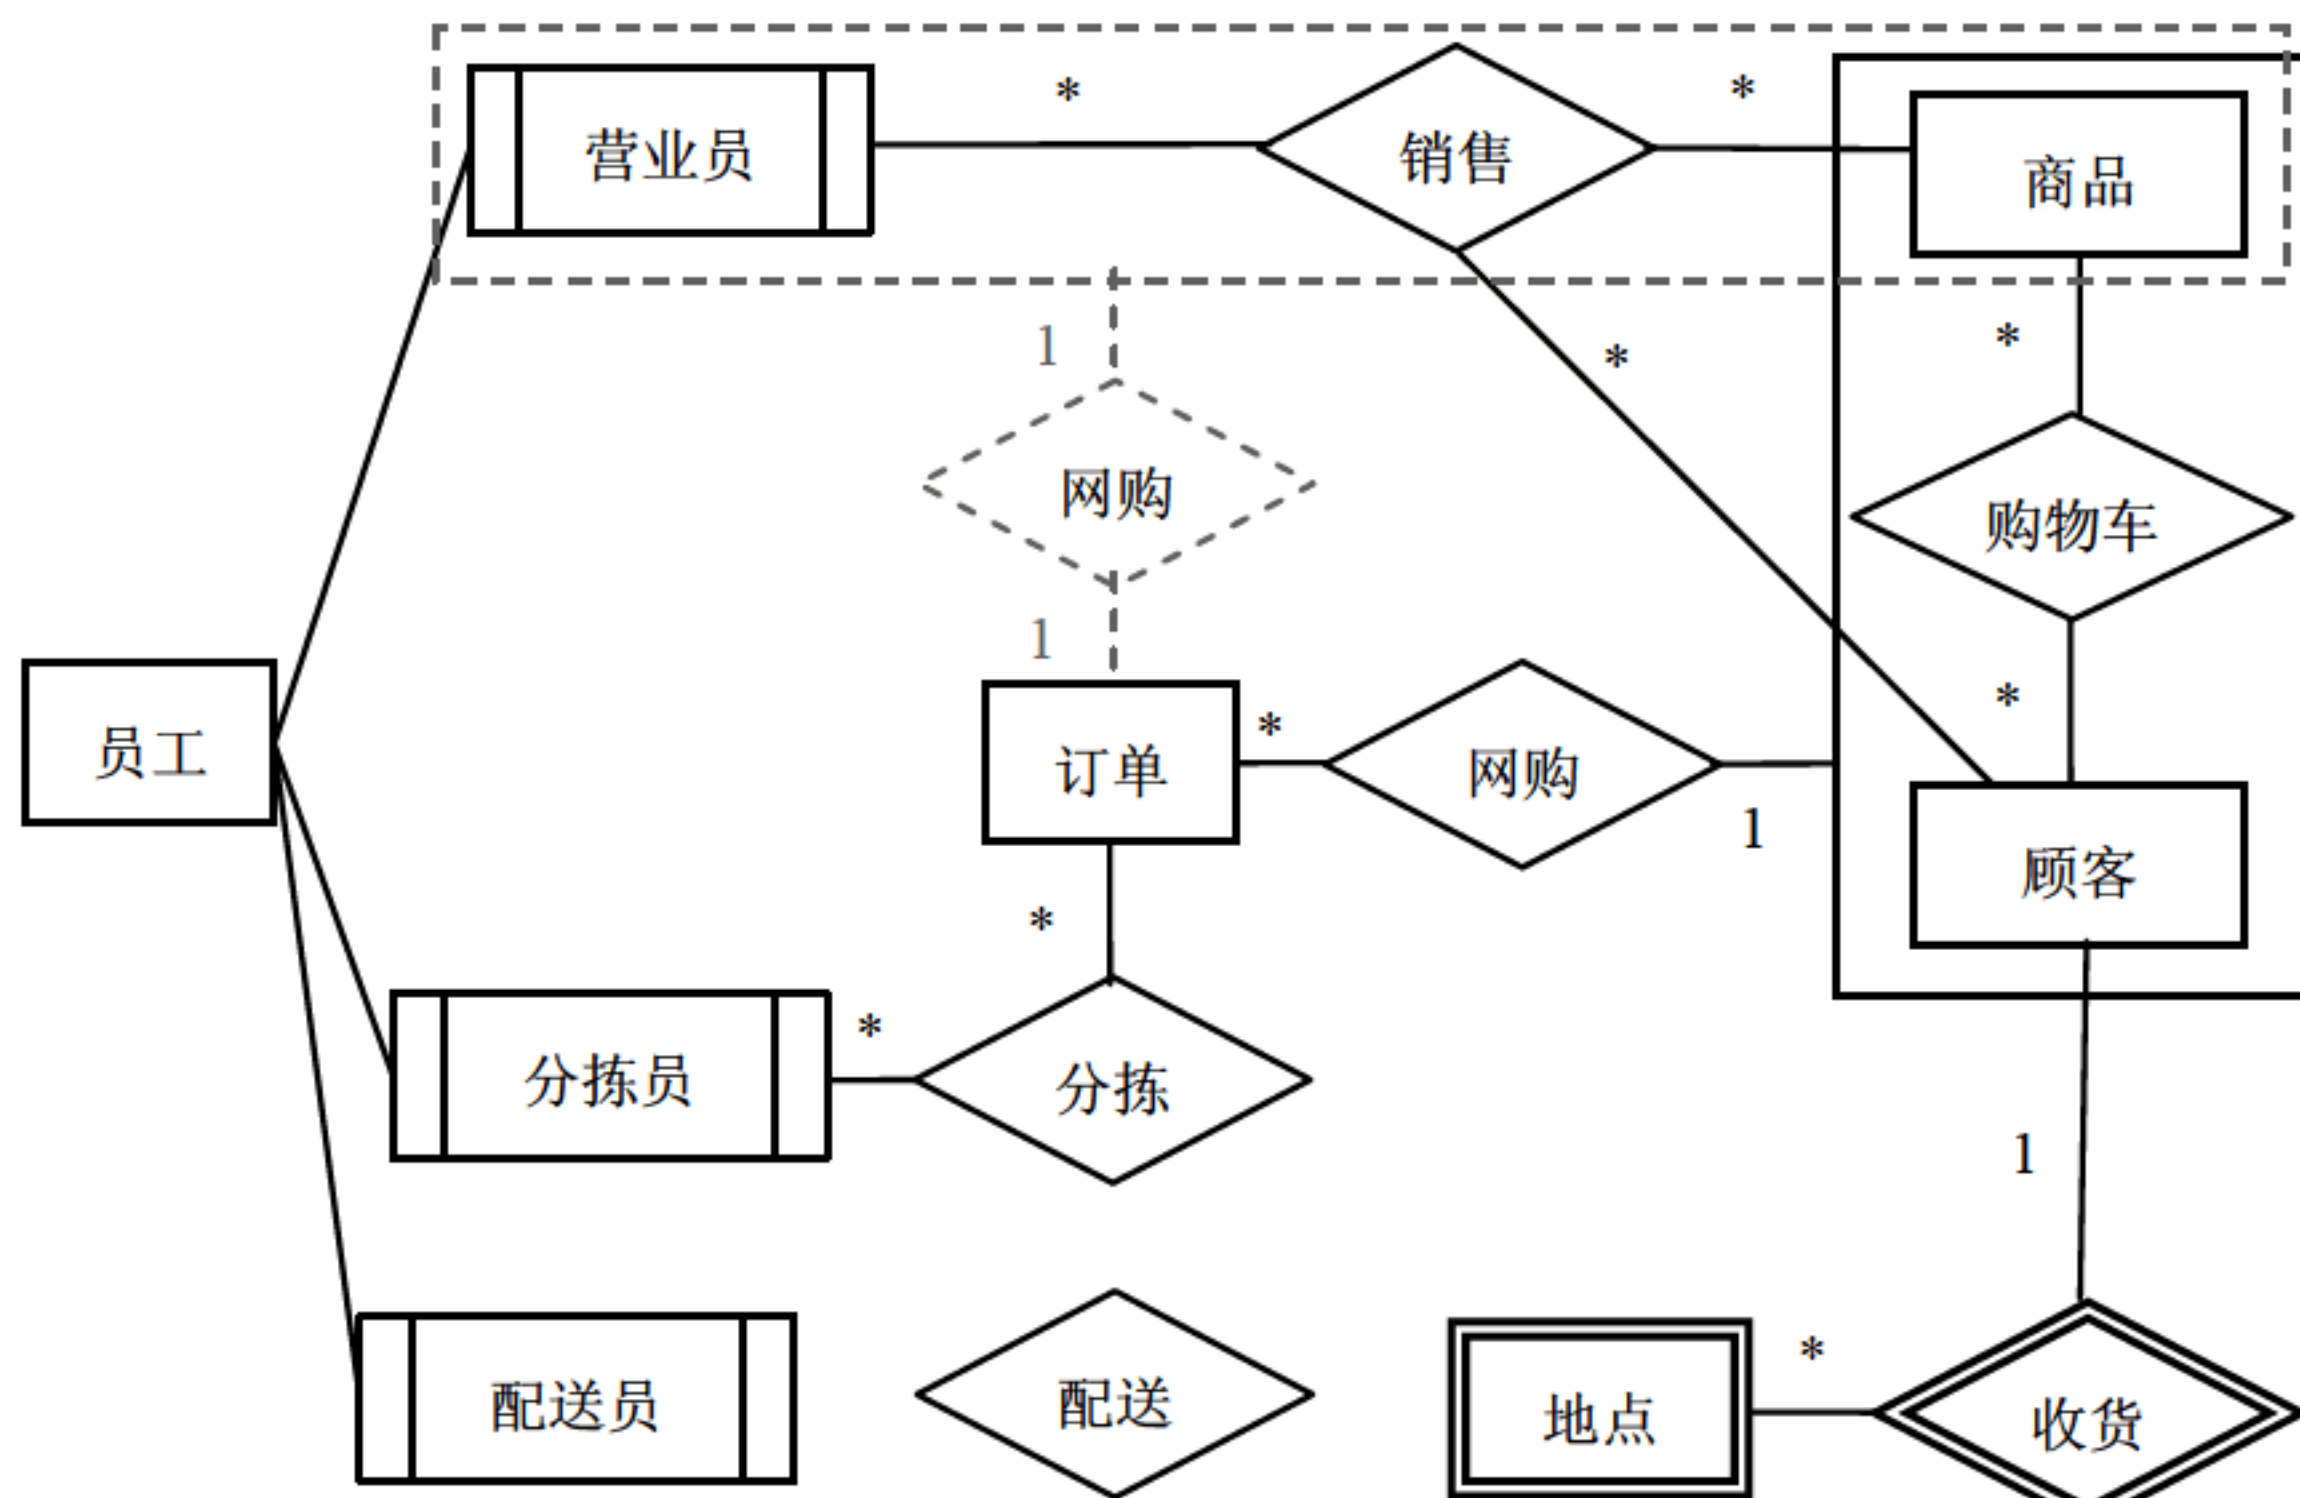 * *
营业员 销售 商品
1 * *
网购 购物车
1 * *
员工 订单 网购
1 顾客
*
*
分拣员 分拣
1
*
配送员 配送 地点 收货